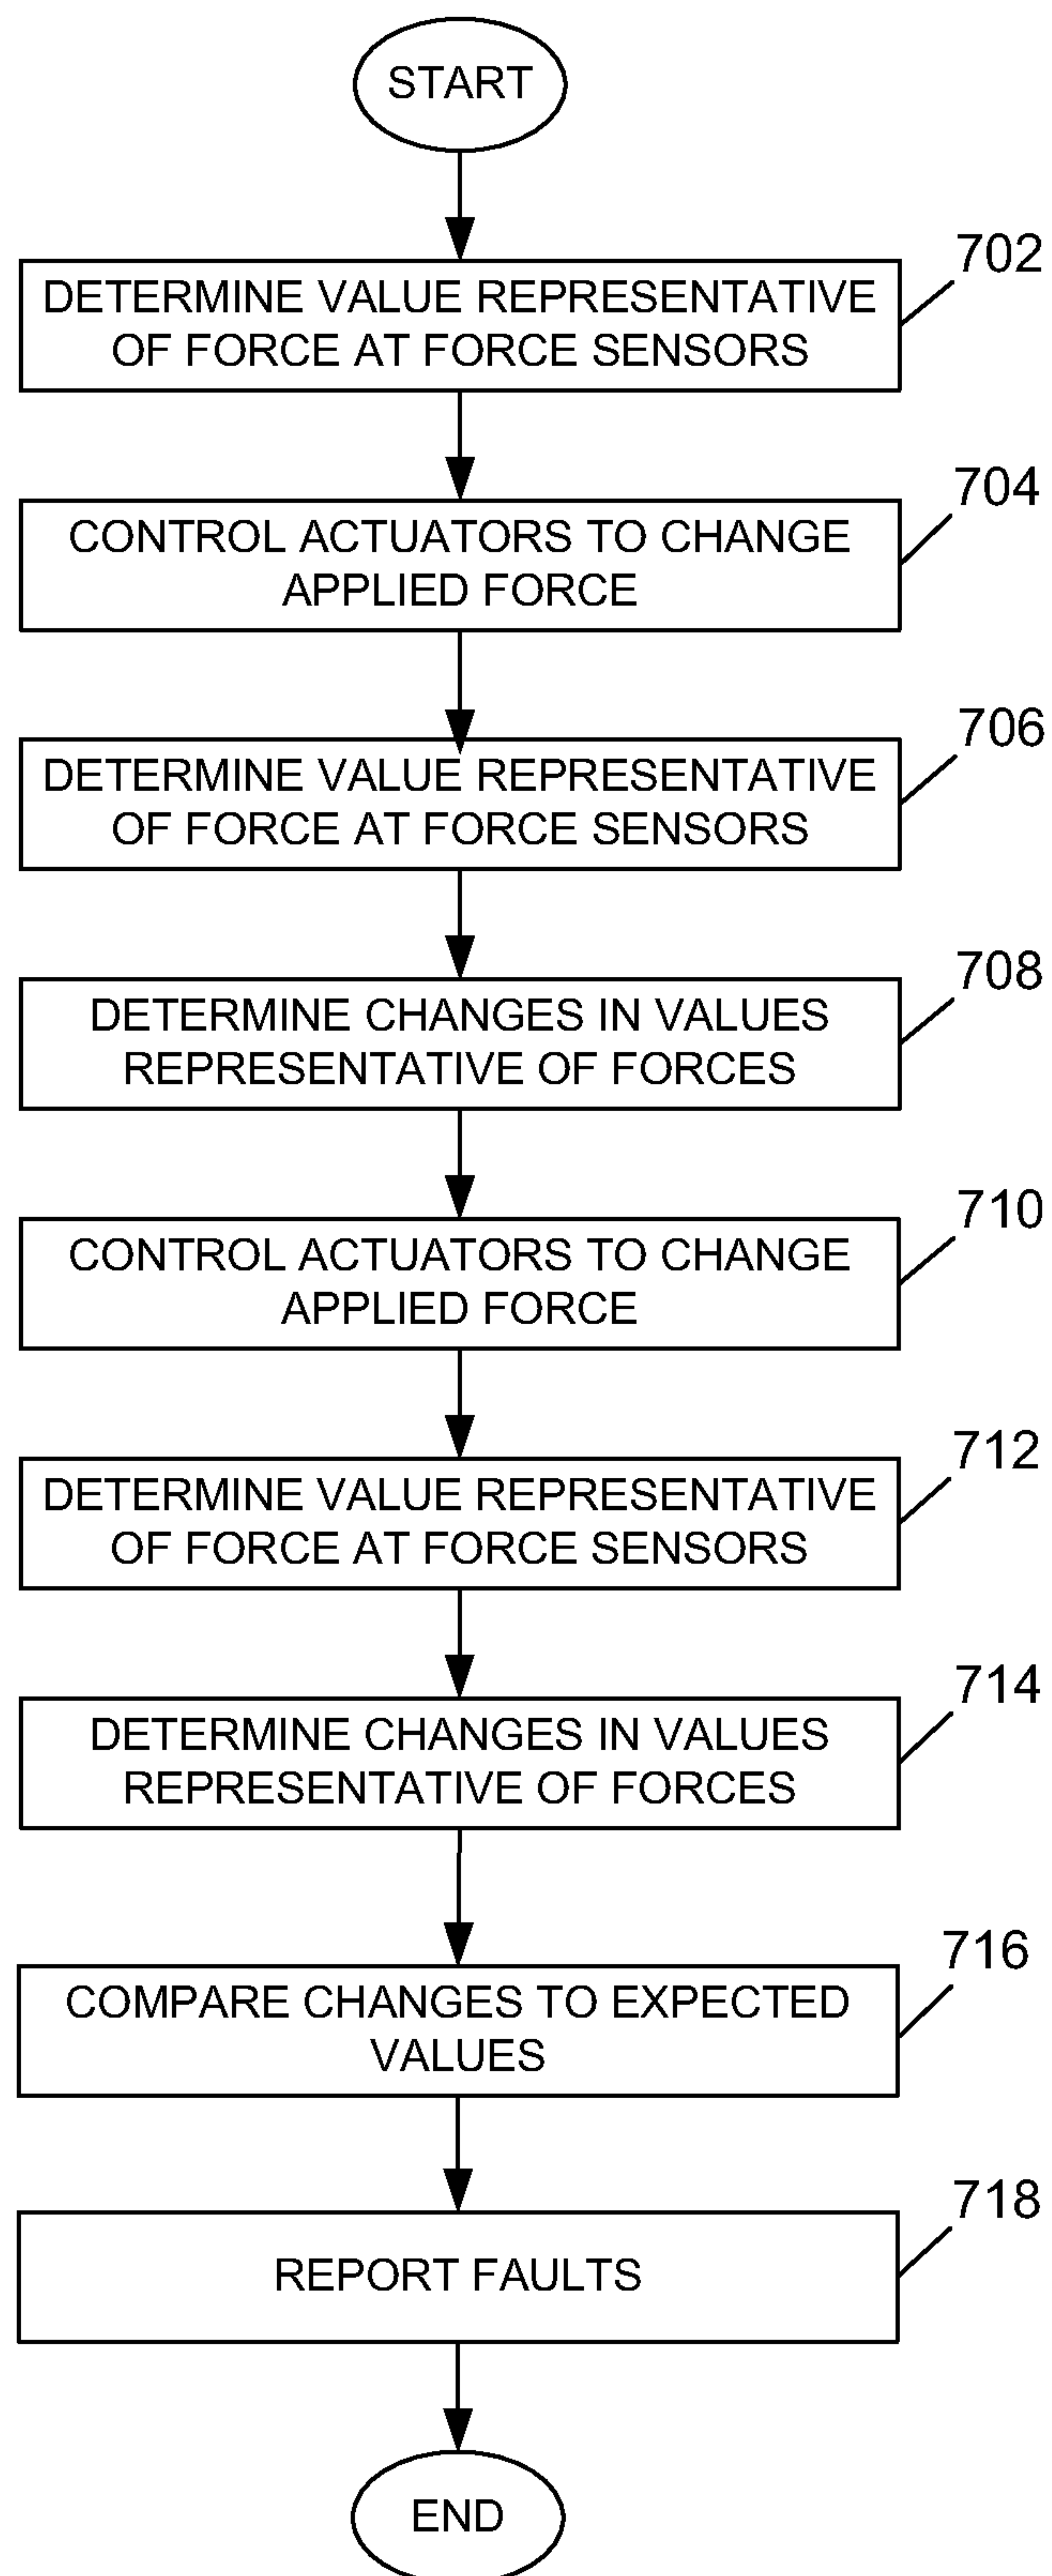 START
702
DETERMINE VALUE REPRESENTATIVE
OF FORCE AT FORCE SENSORS
704
CONTROL ACTUATORS TO CHANGE
APPLIED FORCE
706
DETERMINE VALUE REPRESENTATIVE
OF FORCE AT FORCE SENSORS
708
DETERMINE CHANGES IN VALUES
REPRESENTATIVE OF FORCES
710
CONTROL ACTUATORS TO CHANGE
APPLIED FORCE
712
DETERMINE VALUE REPRESENTATIVE
OF FORCE AT FORCE SENSORS
714
DETERMINE CHANGES IN VALUES
REPRESENTATIVE OF FORCES
716
COMPARE CHANGES TO EXPECTED
VALUES
718
REPORT FAULTS
END